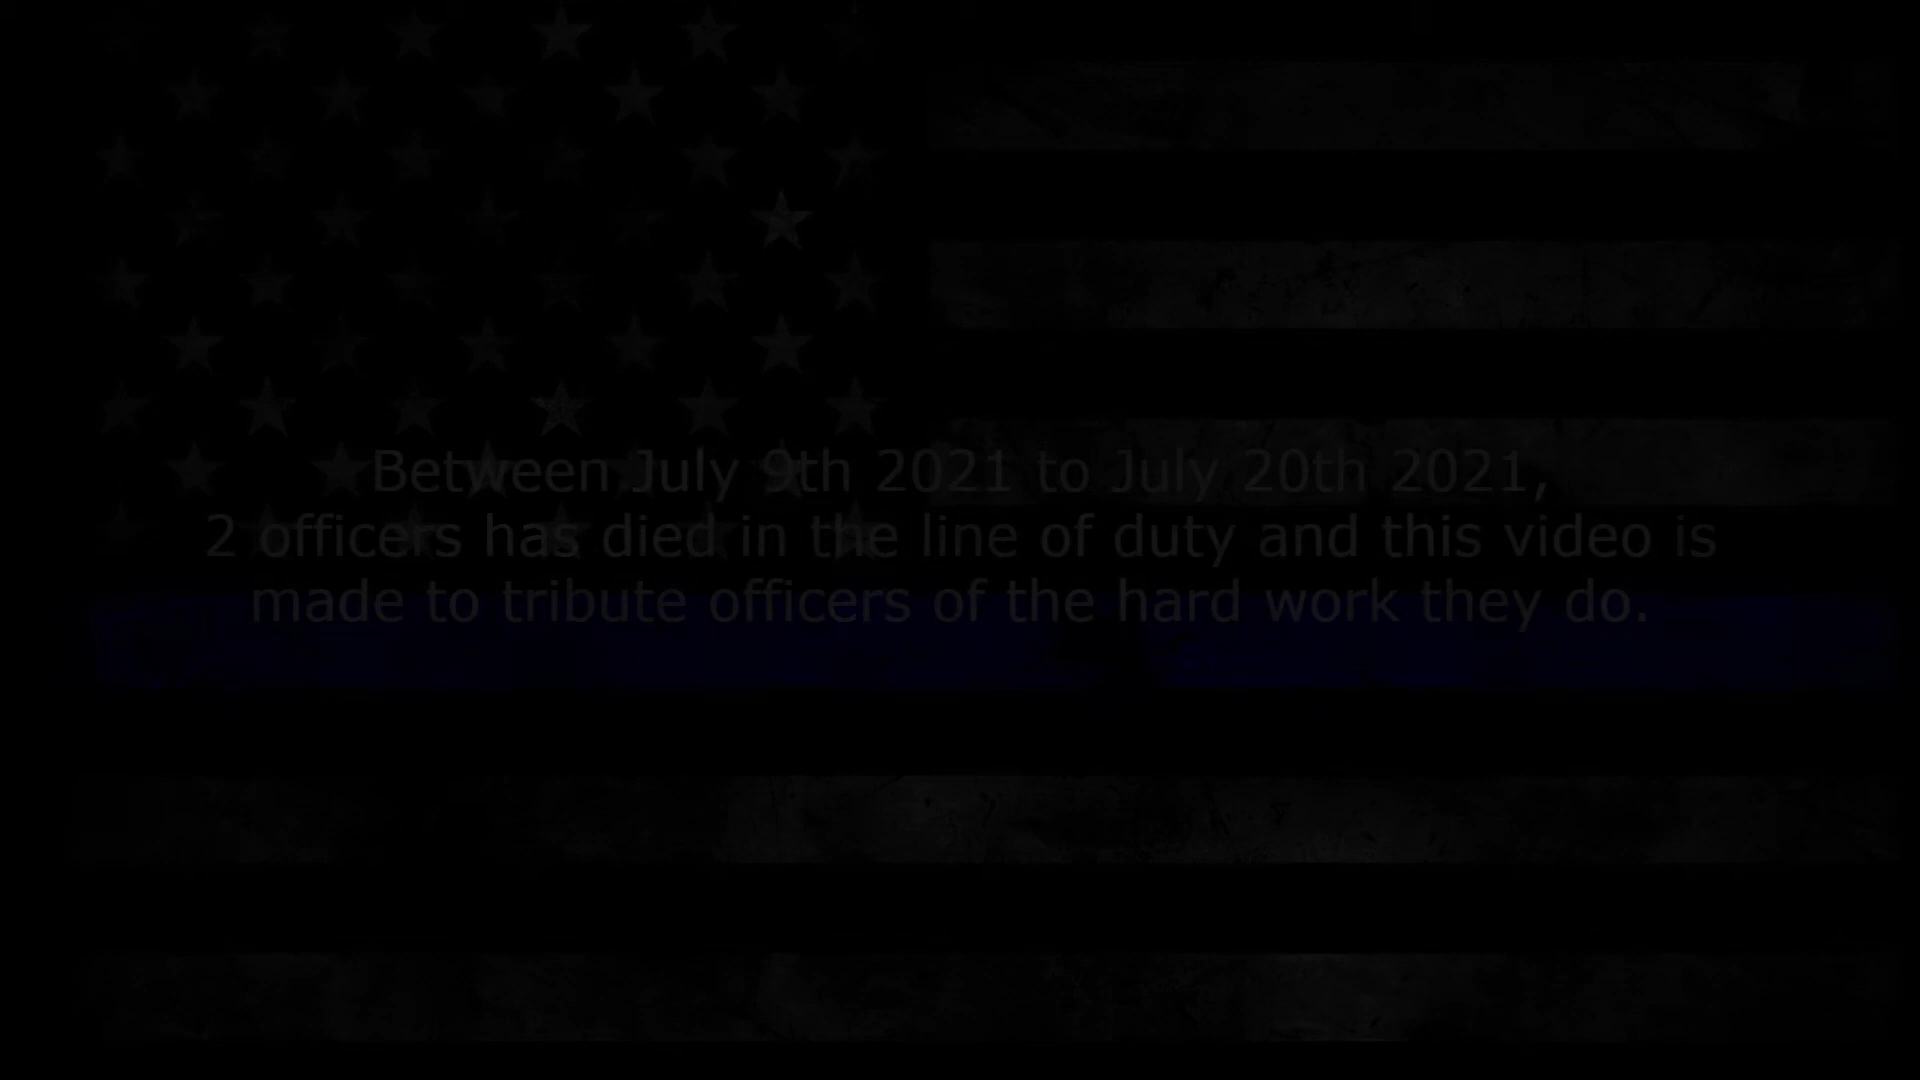 Between July 9th 2021 to July 20th 2021,
2 officers has died in the line of duty and this video is
made to tribute officers of the hard work they do.